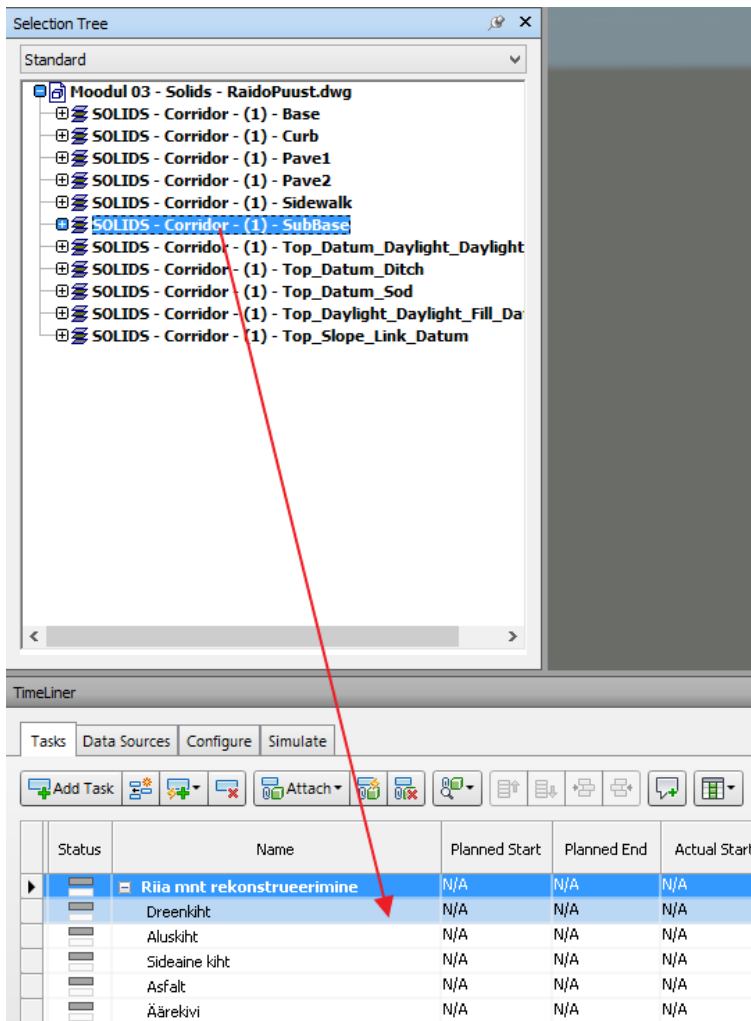 Selection Tree
Standard
Moodul 03 - Solids - RaidoPuust.dwg
SOLIDS - Corridor - (1) - Base
SOLIDS - Corridor - (1) - Curb
SOLIDS - Corridor - (1) - Pave1
SOLIDS - Corridor - (1) - Pave2
SOLIDS - Corridor - (1) - Sidewalk
SOLIDS - Corridor - (1) - SubBase
SOLIDS - Corridor - (1) - Top_Datum_Daylight_Daylight
SOLIDS - Corridor - (1) - Top_Datum_Ditch
SOLIDS - Corridor - (1) - Top_Datum_Sod
SOLIDS - Corridor - (1) - Top_Daylight_Daylight_Fill_Da
SOLIDS - Corridor - (1) - Top_Slope_Link_Datum
TimeLiner
Tasks Data Sources Configure Simulate
Add Task Attach
Status Name Planned Start Planned End Actual Start
Riia mnt rekonstrueerimine N/A N/A N/A
Dreenkiht N/A N/A N/A
Aluskiht N/A N/A N/A
Sideaine kiht N/A N/A N/A
Asfalt N/A N/A N/A
Äärekivi N/A N/A N/A